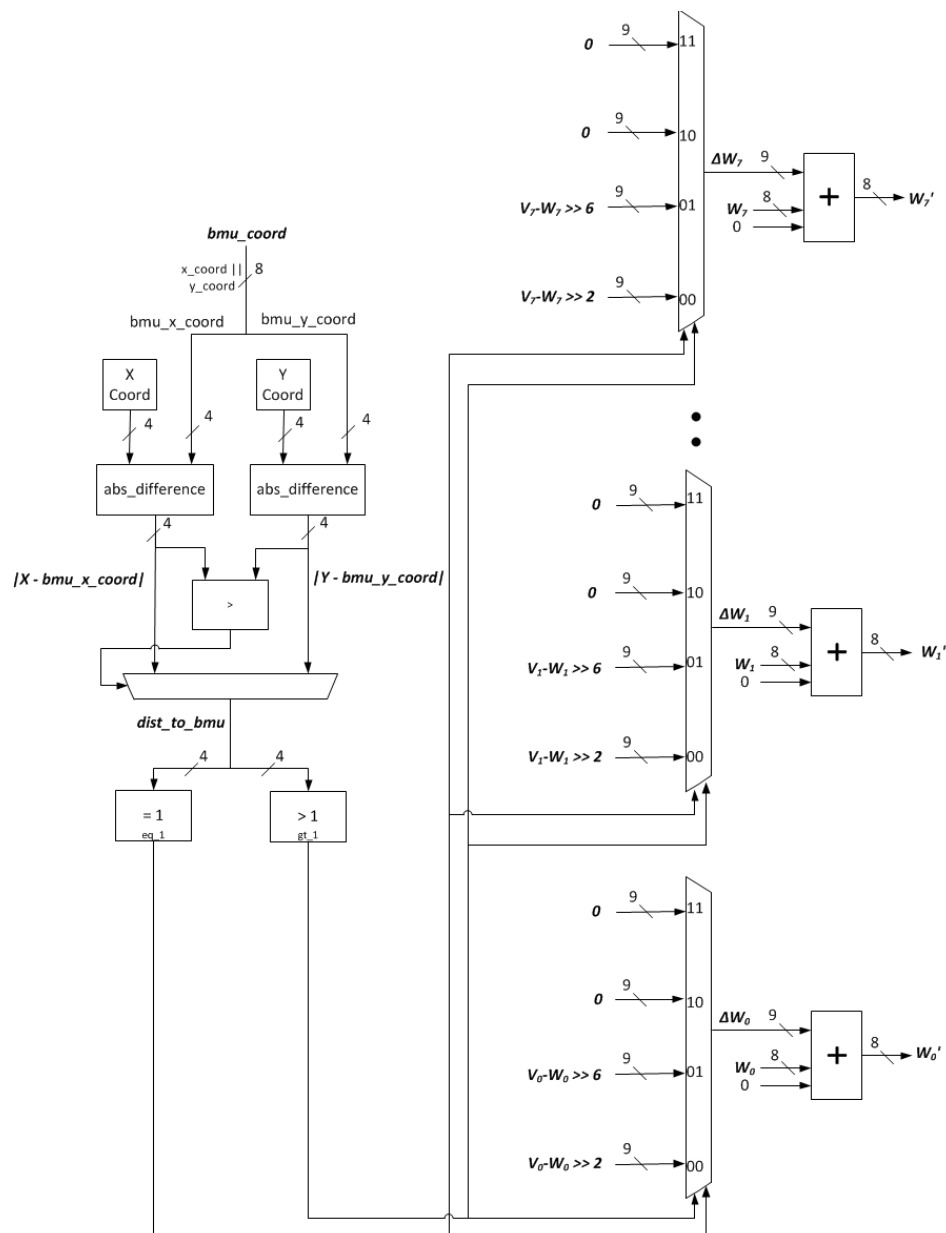 bmu_coord
x_coord ||
y_coord
8
bmu_x_coord
bmu_y_coord
X
Coord
Y
Coord
4
4
4
4
abs_difference
abs_difference
4
4
|X - bmu_x_coord|
|Y - bmu_y_coord|
>
dist_to_bmu
4
4
= 1
eq_1
> 1
gt_1
0
9
11
0
9
10
V₇-W₇ >> 6
9
01
V₇-W₇ >> 2
9
00
ΔW₇
9
W₇
8
0
+
8
W₇'
0
9
11
0
9
10
V₁-W₁ >> 6
9
01
V₁-W₁ >> 2
9
00
ΔW₁
9
W₁
8
0
+
8
W₁'
0
9
11
0
9
10
V₀-W₀ >> 6
9
01
V₀-W₀ >> 2
9
00
ΔW₀
9
W₀
8
0
+
8
W₀'